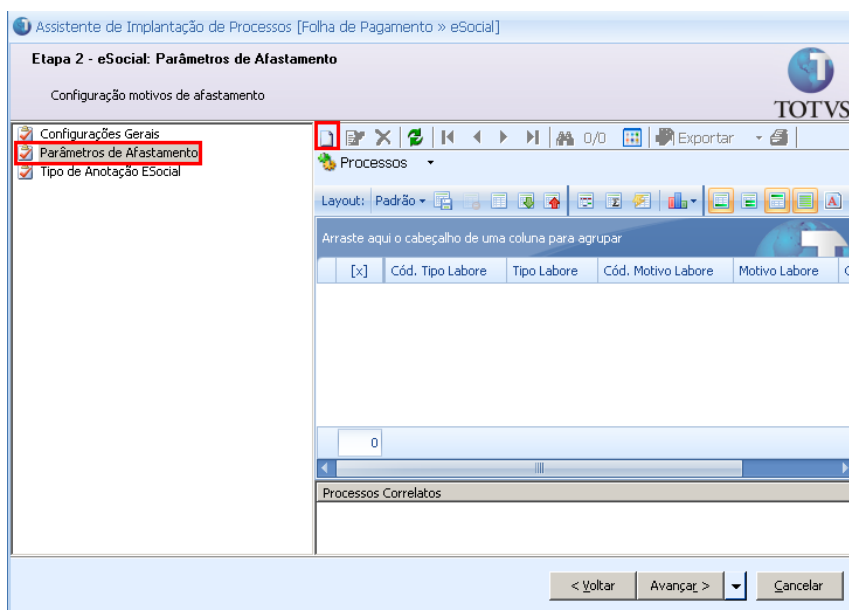 Assistente de Implantação de Processos [Folha de Pagamento » eSocial]
Etapa 2 - eSocial: Parâmetros de Afastamento
Configuração motivos de afastamento
TOTVS
Configurações Gerais
Parâmetros de Afastamento
Tipo de Anotação ESocial
0/0 Exportar
Processos
Layout: Padrão
Arraste aqui o cabeçalho de uma coluna para agrupar
[x] Cód. Tipo Labore Tipo Labore Cód. Motivo Labore Motivo Labore
0
Processos Correlatos
< Voltar Avançar > Cancelar